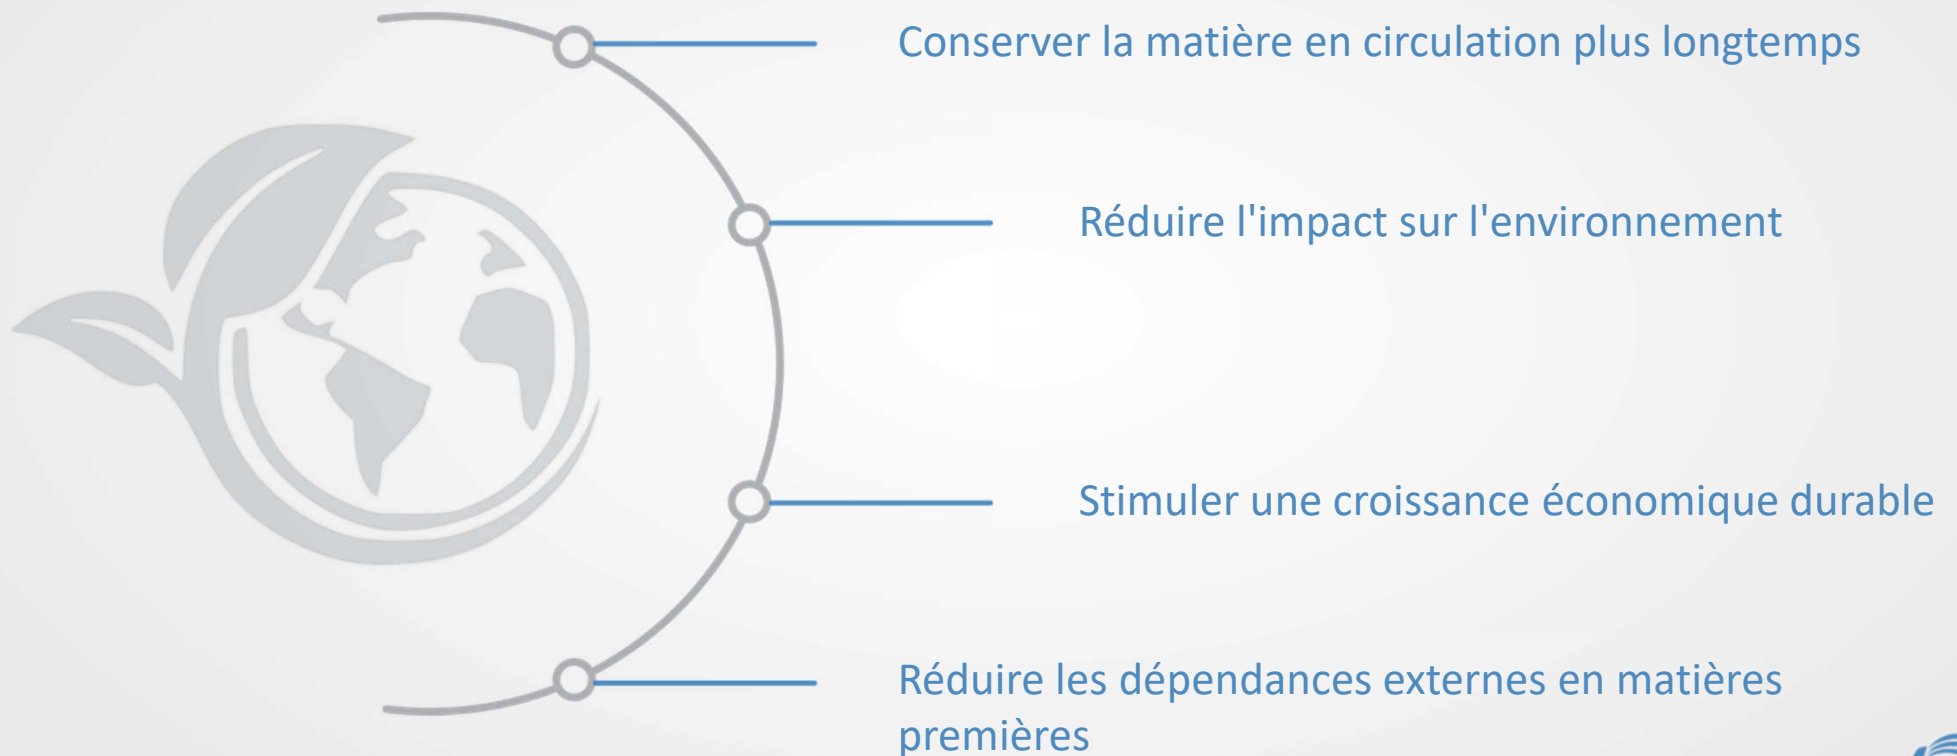 Conserver la matière en circulation plus longtemps
Réduire l'impact sur l'environnement
Stimuler une croissance économique durable
Réduire les dépendances externes en matières
premières